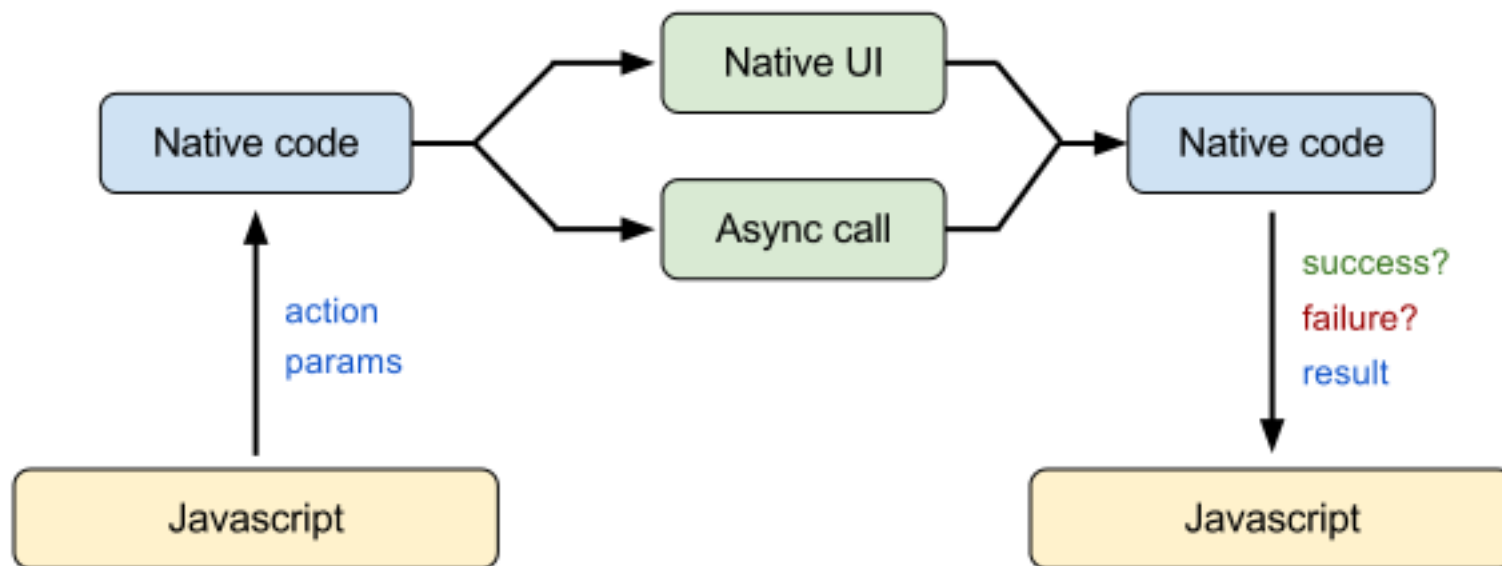 Native UI
Native code
Native code
Async call
action
params
success?
failure?
result
Javascript
Javascript